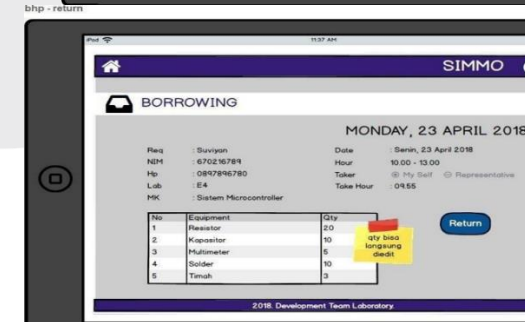 bhp - return
iPod 11:37 AM
SIMMO
BORROWING
MONDAY, 23 APRIL 2018
Req : Suviyan Date : Senin, 23 April 2018
NIM : 670216789 Hour 10.00 - 13.00
Hp : 0897896780 Taker My Self Representative
Lab : E4 Take Hour : 09.55
MK : Sistem Microcontroller
No Equipment Qty
1 Resistor 20
2 Kapasitor 10
3 Multimeter 5
4 Solder 10
5 Timah 3
qty bisa
langsung
diedit
Return
2018. Development Team Laboratory.